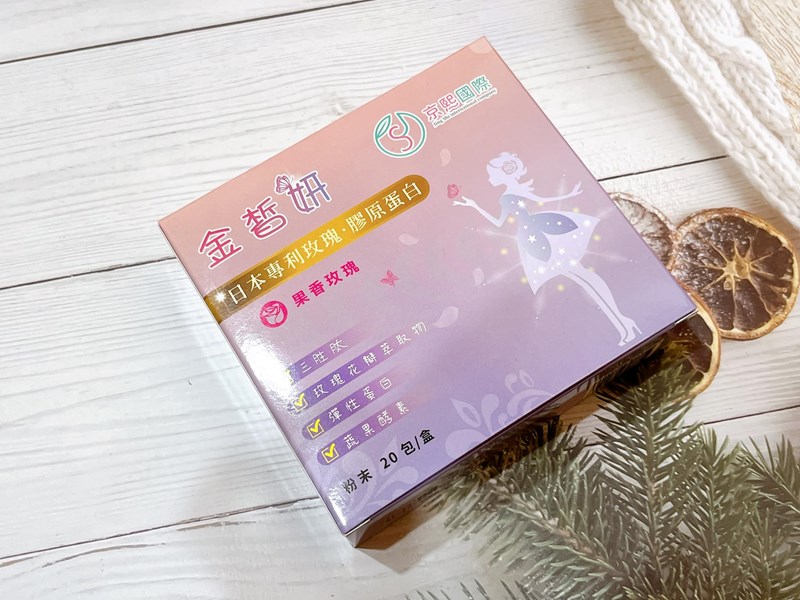 京熙國際
金皙妍
日本專利玫瑰·膠原蛋白
果香玫瑰
三胜肽
玫瑰花瓣萃取物
彈性蛋白
蔬果酵素
粉末 20包/盒